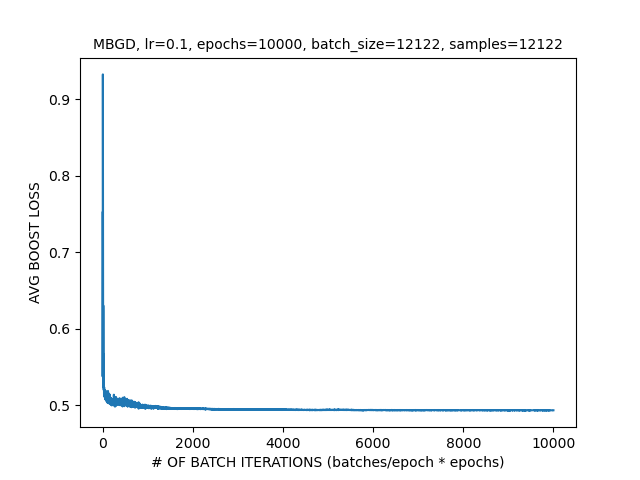 MBGD, lr=0.1, epochs=10000, batch_size=12122, samples=12122
0.9
0.8
0.7
0.6
0.5
AVG BOOST LOSS
0 2000 4000 6000 8000 10000
# OF BATCH ITERATIONS (batches/epoch * epochs)